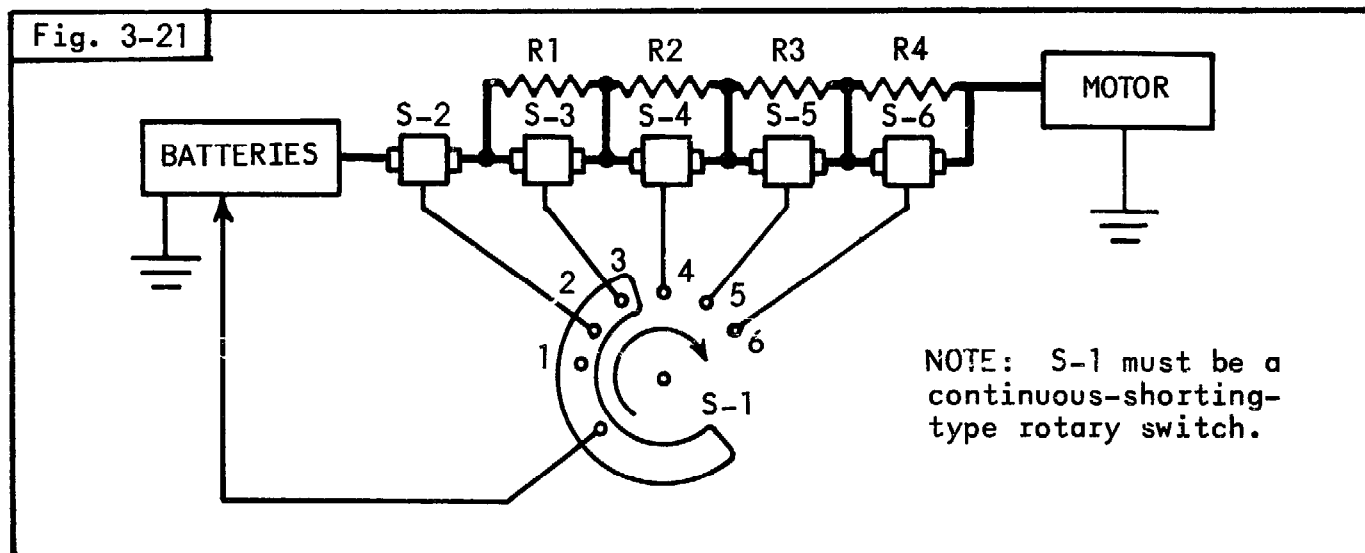 Fig. 3-21
R1 R2 R3 R4
MOTOR
S-2 S-3 S-4 S-5 S-6
BATTERIES
1 2 3 4 5 6
S-1
NOTE: S-1 must be a
continuous-shorting-
type rotary switch.